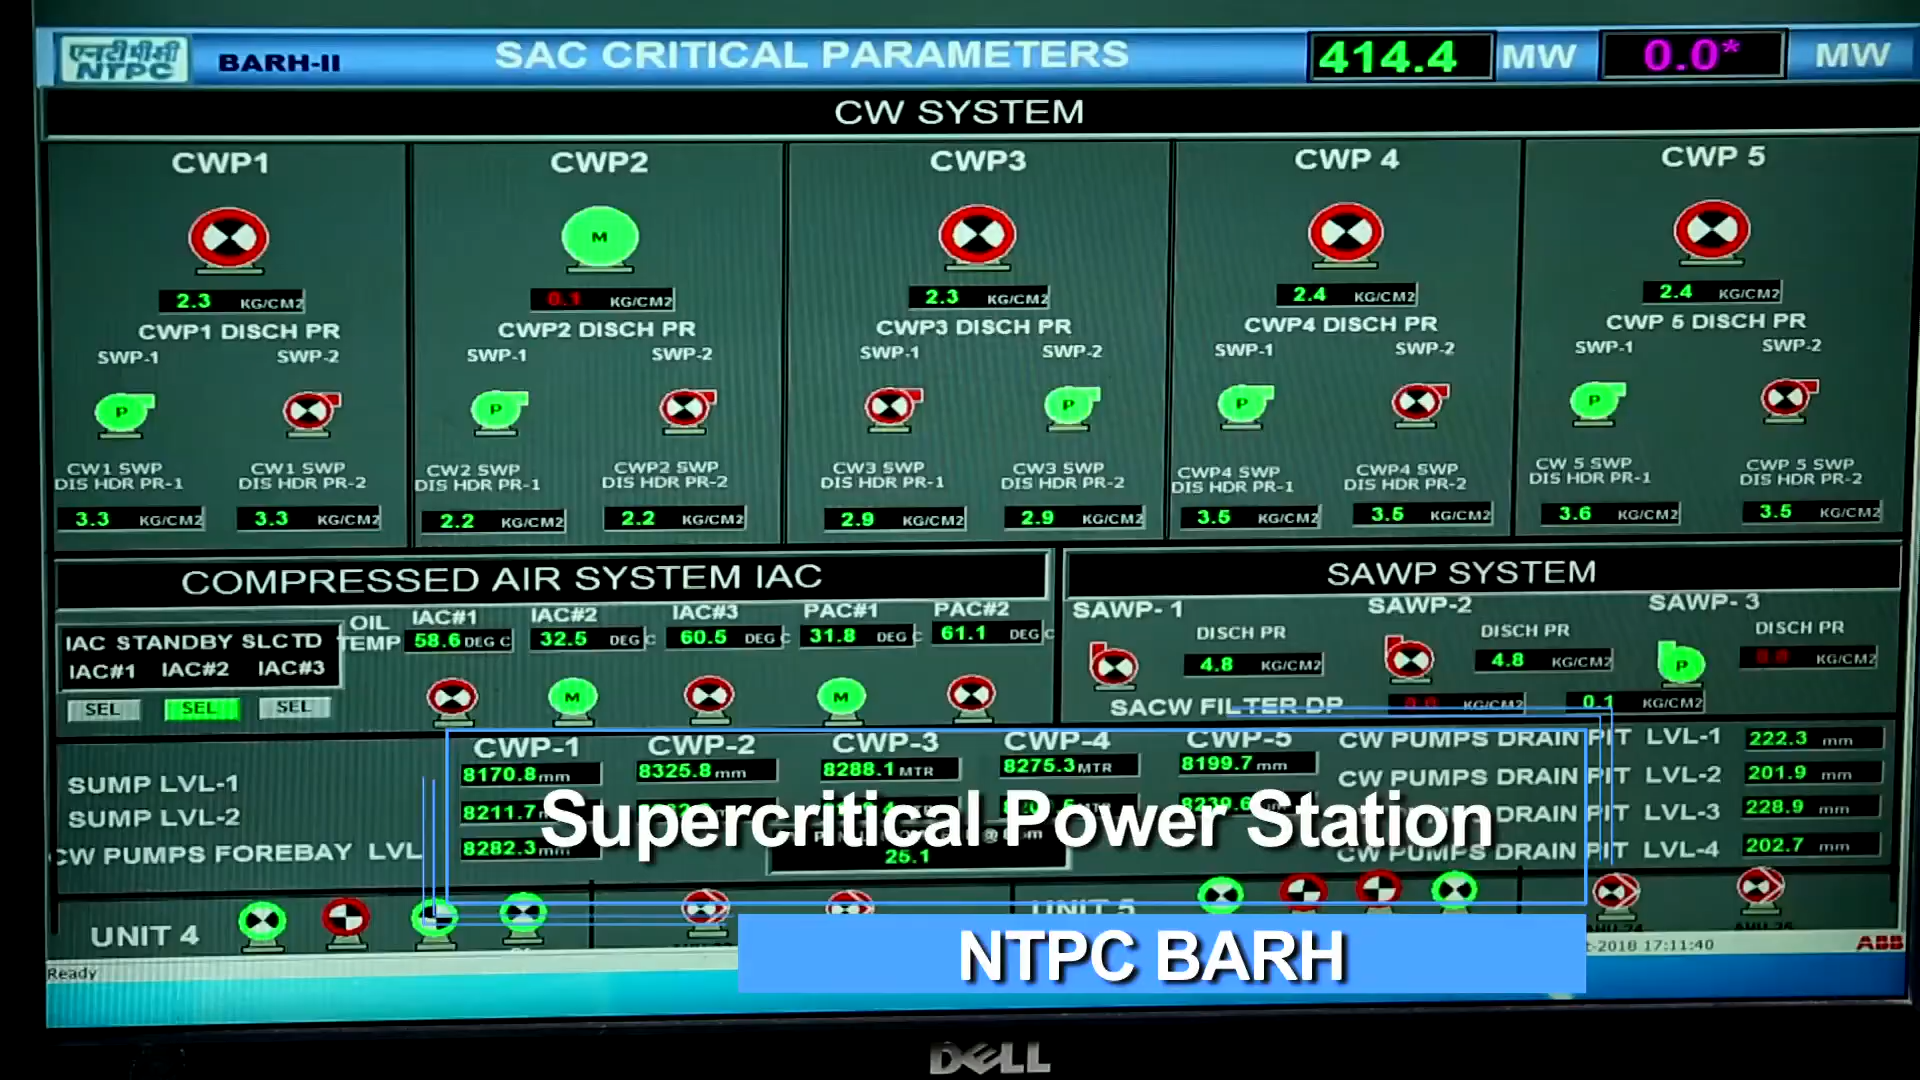 एनटीपीसी
NTPC
BARH-II
SAC CRITICAL PARAMETERS
414.4 MW
0.0* MW
CW SYSTEM
CWP1 CWP2 CWP3 CWP 4 CWP 5
M
2.3 KG/CM2 0.1 KG/CM2 2.3 KG/CM2 2.4 KG/CM2 2.4 KG/CM2
CWP1 DISCH PR CWP2 DISCH PR CWP3 DISCH PR CWP4 DISCH PR CWP 5 DISCH PR
SWP-1 SWP-2 SWP-1 SWP-2 SWP-1 SWP-2 SWP-1 SWP-2 SWP-1 SWP-2
P P P P P
CW1 SWP CW1 SWP CW2 SWP CWP2 SWP CW3 SWP CW3 SWP CWP4 SWP CWP4 SWP CW 5 SWP CWP 5 SWP
DIS HDR PR-1 DIS HDR PR-2 DIS HDR PR-1 DIS HDR PR-2 DIS HDR PR-1 DIS HDR PR-2 DIS HDR PR-1 DIS HDR PR-2 DIS HDR PR-1 DIS HDR PR-2
3.3 KG/CM2 3.3 KG/CM2 2.2 KG/CM2 2.2 KG/CM2 2.9 KG/CM2 2.9 KG/CM2 3.5 KG/CM2 3.5 KG/CM2 3.6 KG/CM2 3.5 KG/CM2
COMPRESSED AIR SYSTEM IAC
IAC STANDBY SLCTD
IAC#1 IAC#2 IAC#3
SEL SEL SEL
OIL TEMP
IAC#1 IAC#2 IAC#3 PAC#1 PAC#2
58.6 DEG C 32.5 DEG C 60.5 DEG C 31.8 DEG C 61.1 DEG C
M M
SAWP SYSTEM
SAWP- 1 SAWP-2 SAWP- 3
DISCH PR DISCH PR DISCH PR
4.8 KG/CM2 4.8 KG/CM2 KG/CM2
P
SACW FILTER DP KG/CM2 0.1 KG/CM2
CWP-1 CWP-2 CWP-3 CWP-4 CWP-5
SUMP LVL-1 8170.8 mm 8325.8 mm 8288.1 MTR 8275.3 MTR 8199.7 mm
SUMP LVL-2 8211.7
CW PUMPS FOREBAY LVL 8282.3 mm
25.1
CW PUMPS DRAIN PIT LVL-1 222.3 mm
CW PUMPS DRAIN PIT LVL-2 201.9 mm
CW PUMPS DRAIN PIT LVL-3 228.9 mm
CW PUMPS DRAIN PIT LVL-4 202.7 mm
Supercritical Power Station
UNIT 4 UNIT 5
NTPC BARH
-2018 17:11:40 ABB
Ready
DELL